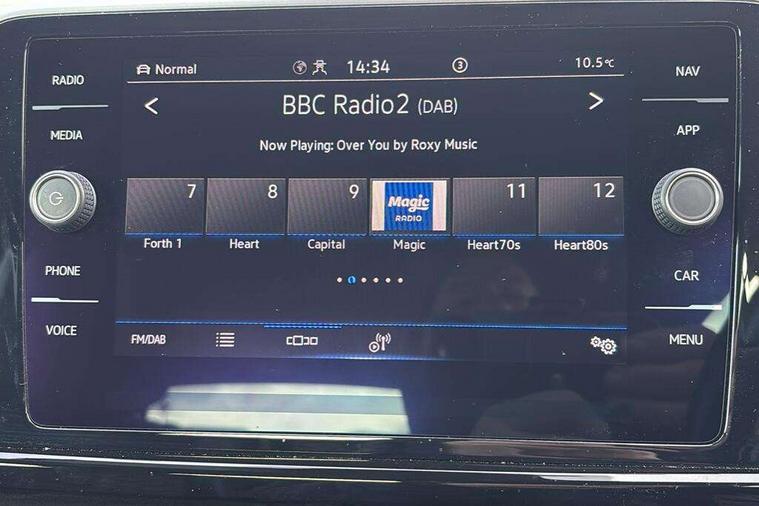 RADIO
MEDIA
PHONE
VOICE
Normal 14:34 3 10.5°C
BBC Radio2 (DAB)
Now Playing: Over You by Roxy Music
7 8 9 11 12
Magic
RADIO
Forth 1 Heart Capital Magic Heart70s Heart80s
FM/DAB
NAV
APP
CAR
MENU